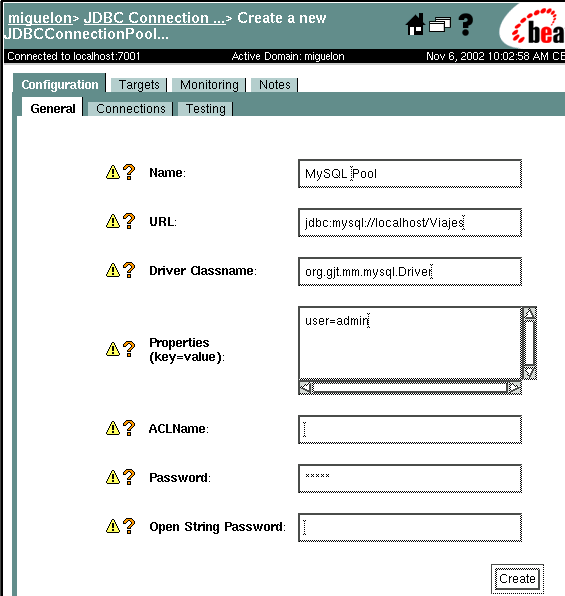 miguelon> JDBC Connection ...> Create a new
JDBCConnectionPool...
bea
Connected to localhost:7001 Active Domain: miguelon Nov 6, 2002 10:02:58 AM CE
Configuration Targets Monitoring Notes
General Connections Testing
Name: MySQL Pool
URL: jdbc:mysql://localhost/Viajes
Driver Classname: org.gjt.mm.mysql.Driver
Properties
(key=value): user=admin
ACLName:
Password: *****
Open String Password:
Create